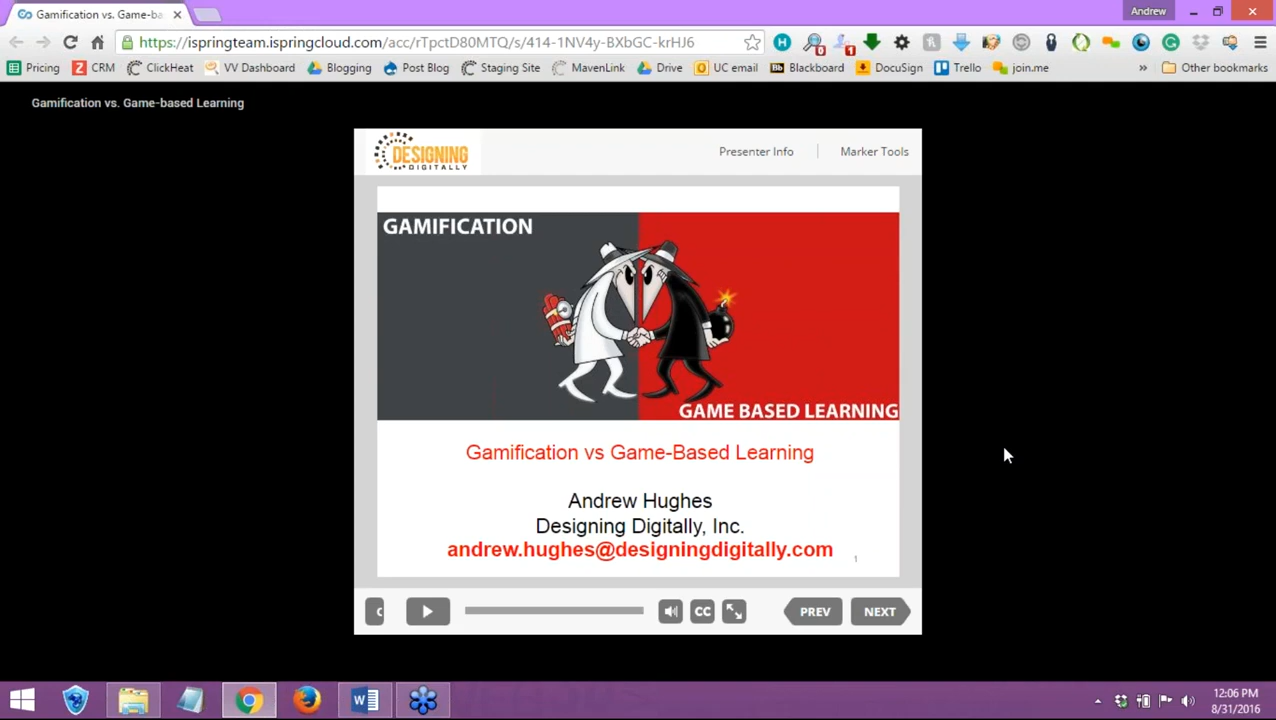 Gamification vs. Game-ba
Andrew
https://ispringteam.ispringcloud.com/acc/rTpctD80MTQ/s/414-1NV4y-BXbGC-krHJ6
Pricing CRM ClickHeat VV Dashboard Blogging Post Blog Staging Site MavenLink Drive UC email Blackboard DocuSign Trello join.me » Other bookmarks
Gamification vs. Game-based Learning
DESIGNING
DIGITALLY
Presenter Info Marker Tools
GAMIFICATION
GAME BASED LEARNING
Gamification vs Game-Based Learning
Andrew Hughes
Designing Digitally, Inc.
andrew.hughes@designingdigitally.com
1
CC PREV NEXT
12:06 PM
8/31/2016